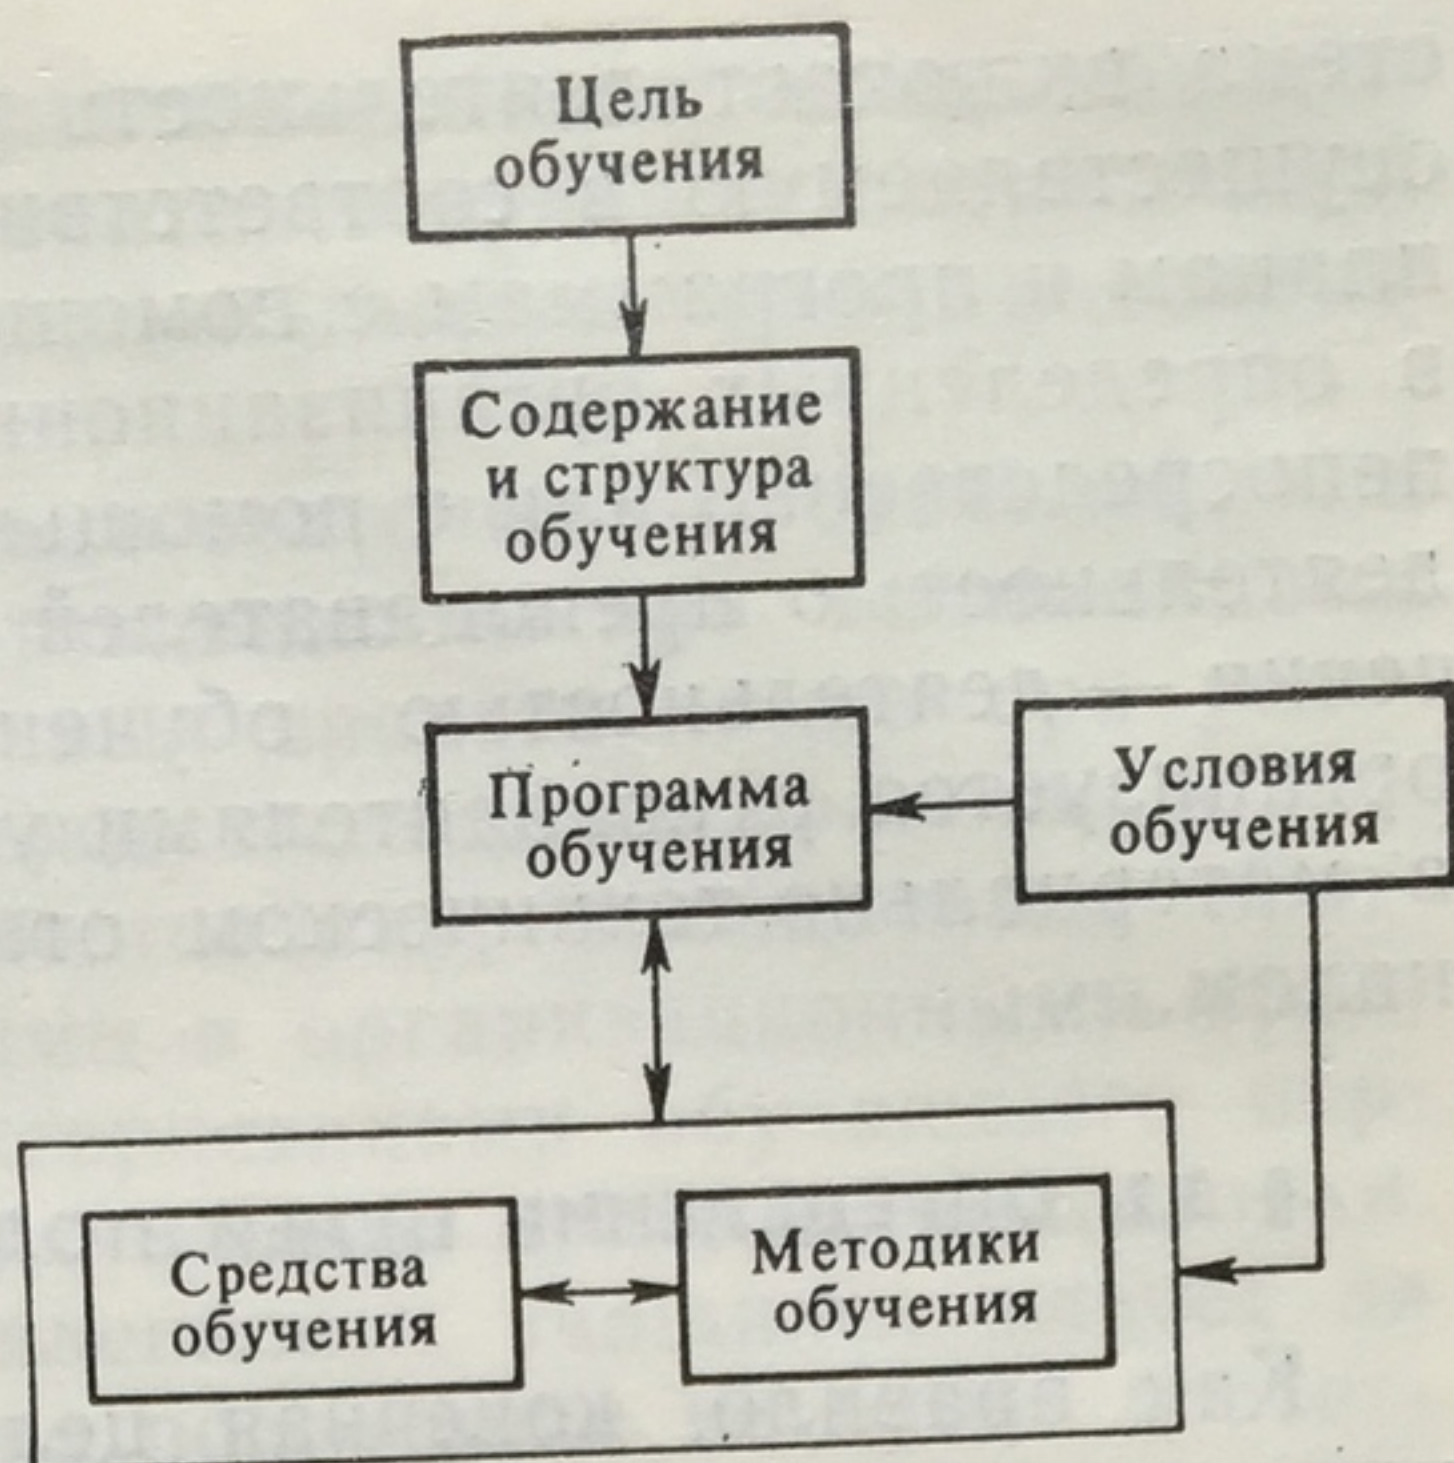 Цель
обучения
Содержание
и структура
обучения
Программа
обучения
Условия
обучения
Средства
обучения
Методики
обучения